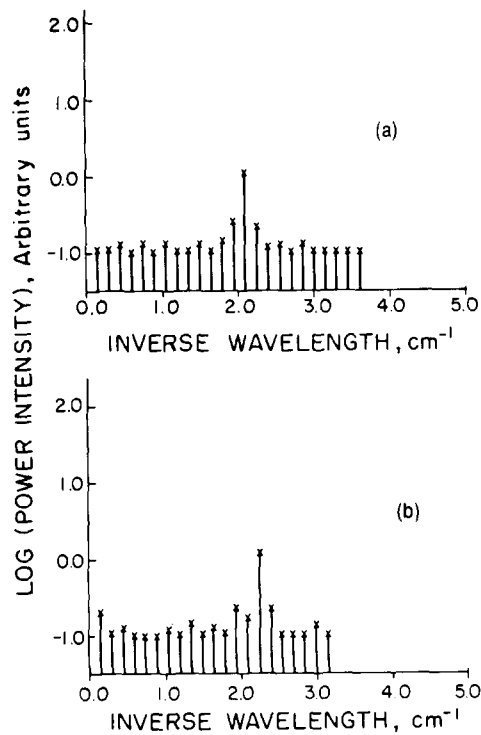 2.0
1.0
(a)
0.0
-1.0
0.0 1.0 2.0 3.0 4.0 5.0
INVERSE WAVELENGTH, cm-1
LOG (POWER INTENSITY), Arbitrary units
2.0
1.0
(b)
0.0
-1.0
0.0 1.0 2.0 3.0 4.0 5.0
INVERSE WAVELENGTH, cm-1